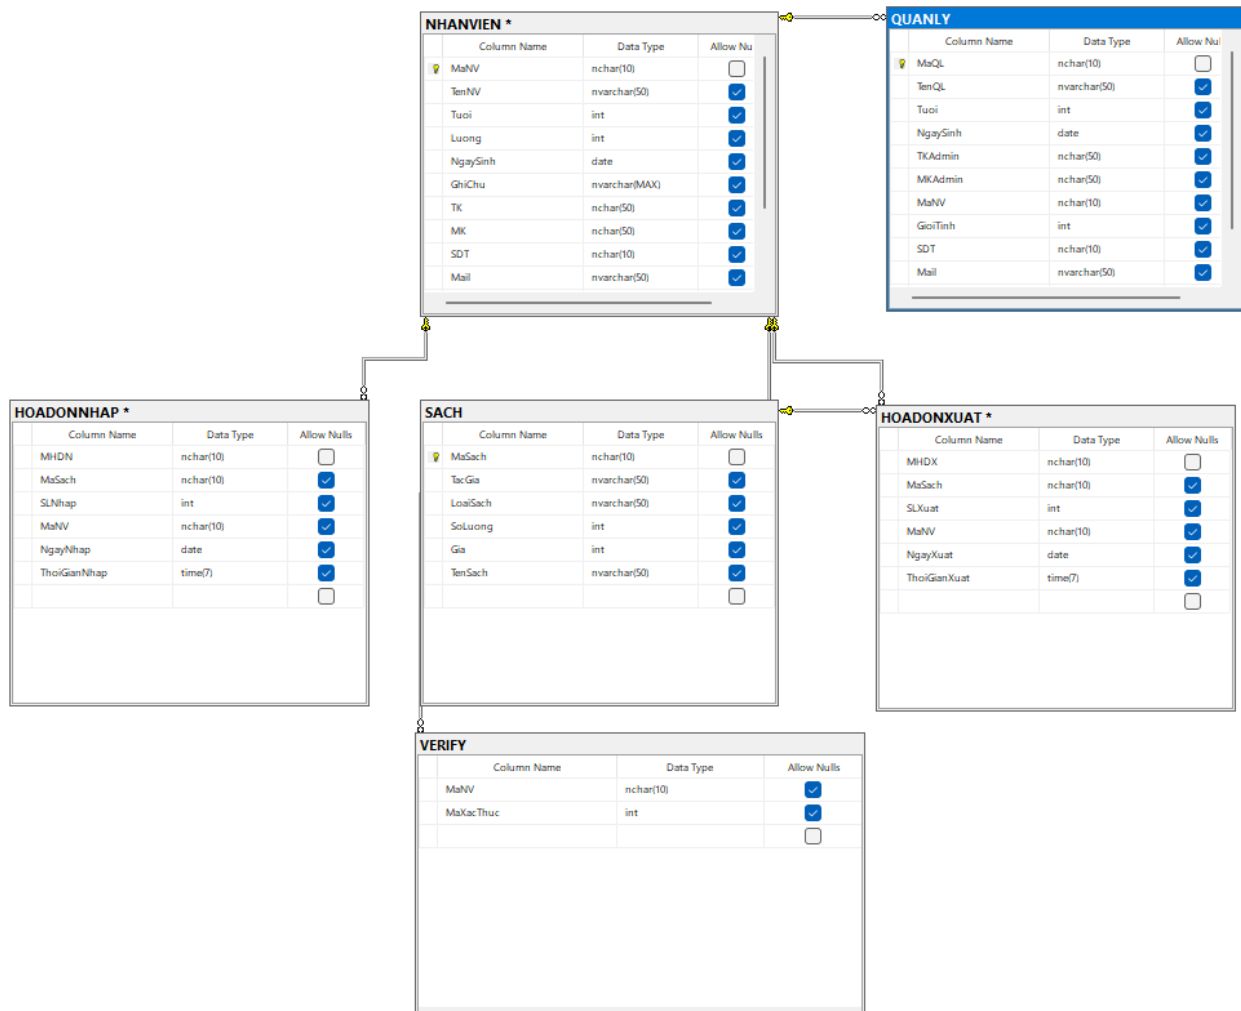 NHANVIEN *
Column Name Data Type Allow Nu
MaNV nchar(10)
TenNV nvarchar(50)
Tuoi int
Luong int
NgaySinh date
GhiChu nvarchar(MAX)
TK nchar(50)
MK nchar(50)
SDT nchar(10)
Mail nvarchar(50)
QUANLY
Column Name Data Type Allow Nul
MaQL nchar(10)
TenQL nvarchar(50)
Tuoi int
NgaySinh date
TKAdmin nchar(50)
MKAdmin nchar(50)
MaNV nchar(10)
GioiTinh int
SDT nchar(10)
Mail nvarchar(50)
HOADONNHAP *
Column Name Data Type Allow Nulls
MHDN nchar(10)
MaSach nchar(10)
SLNhap int
MaNV nchar(10)
NgayNhap date
ThoiGianNhap time(7)
SACH
Column Name Data Type Allow Nulls
MaSach nchar(10)
TacGia nvarchar(50)
LoaiSach nvarchar(50)
SoLuong int
Gia int
TenSach nvarchar(50)
HOADONXUAT *
Column Name Data Type Allow Nulls
MHDX nchar(10)
MaSach nchar(10)
SLXuat int
MaNV nchar(10)
NgayXuat date
ThoiGianXuat time(7)
VERIFY
Column Name Data Type Allow Nulls
MaNV nchar(10)
MaXacThuc int